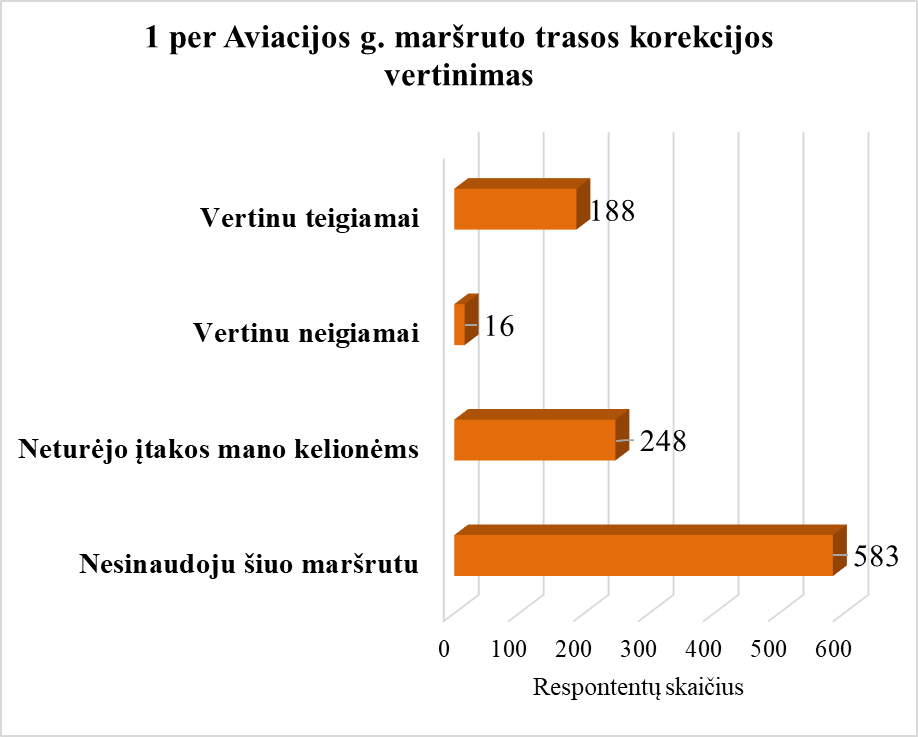 1 per Aviacijos g. maršruto trasos korekcijos
vertinimas
Vertinu teigiamai
188
Vertinu neigiamai
16
Neturėjo įtakos mano kelionėms
248
Nesinaudoju šiuo maršrutu
583
0 100 200 300 400 500 600
Respontentų skaičius